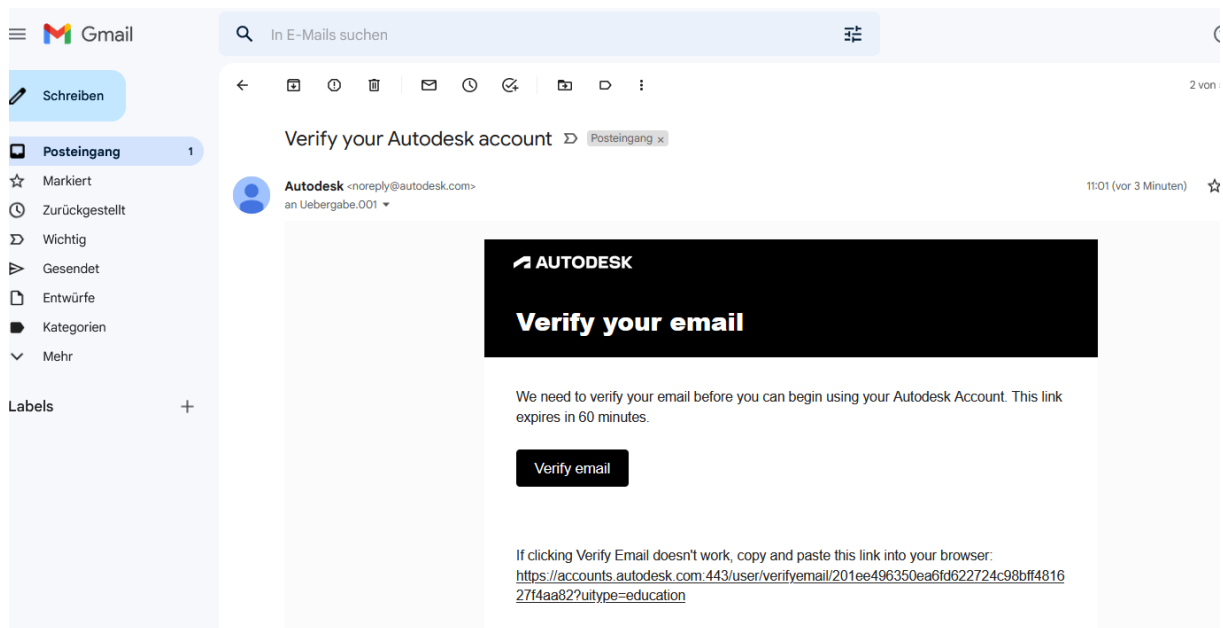 Gmail
In E-Mails suchen
Schreiben
2 von
Posteingang 1
Verify your Autodesk account Posteingang x
Markiert
Autodesk <noreply@autodesk.com> 11:01 (vor 3 Minuten)
an Uebergabe.001
Zurückgestellt
Wichtig
Gesendet
Entwürfe
Kategorien
Mehr
Labels +
AUTODESK
Verify your email
We need to verify your email before you can begin using your Autodesk Account. This link
expires in 60 minutes.
Verify email
If clicking Verify Email doesn't work, copy and paste this link into your browser:
https://accounts.autodesk.com:443/user/verifyemail/201ee496350ea6fd622724c98bff4816
27f4aa82?uitype=education